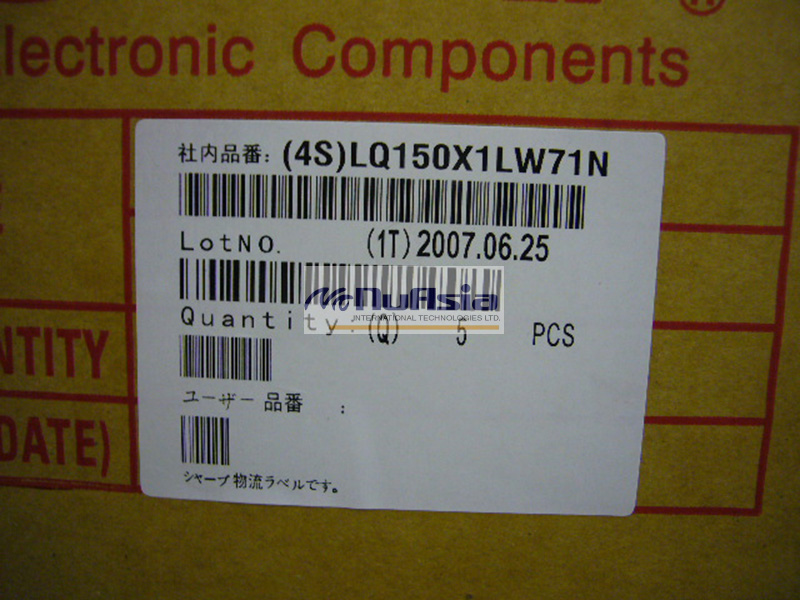 lectronic Components
社内品番: (4S)LQ150X1LW71N
LotNO. (1T) 2007.06.25
NuAsia
INTERNATIONAL TECHNOLOGIES LTD.
Quantity: (Q) 5 PCS
NTITY
ユーザー品番 :
DATE)
シャープ物流ラベルです。